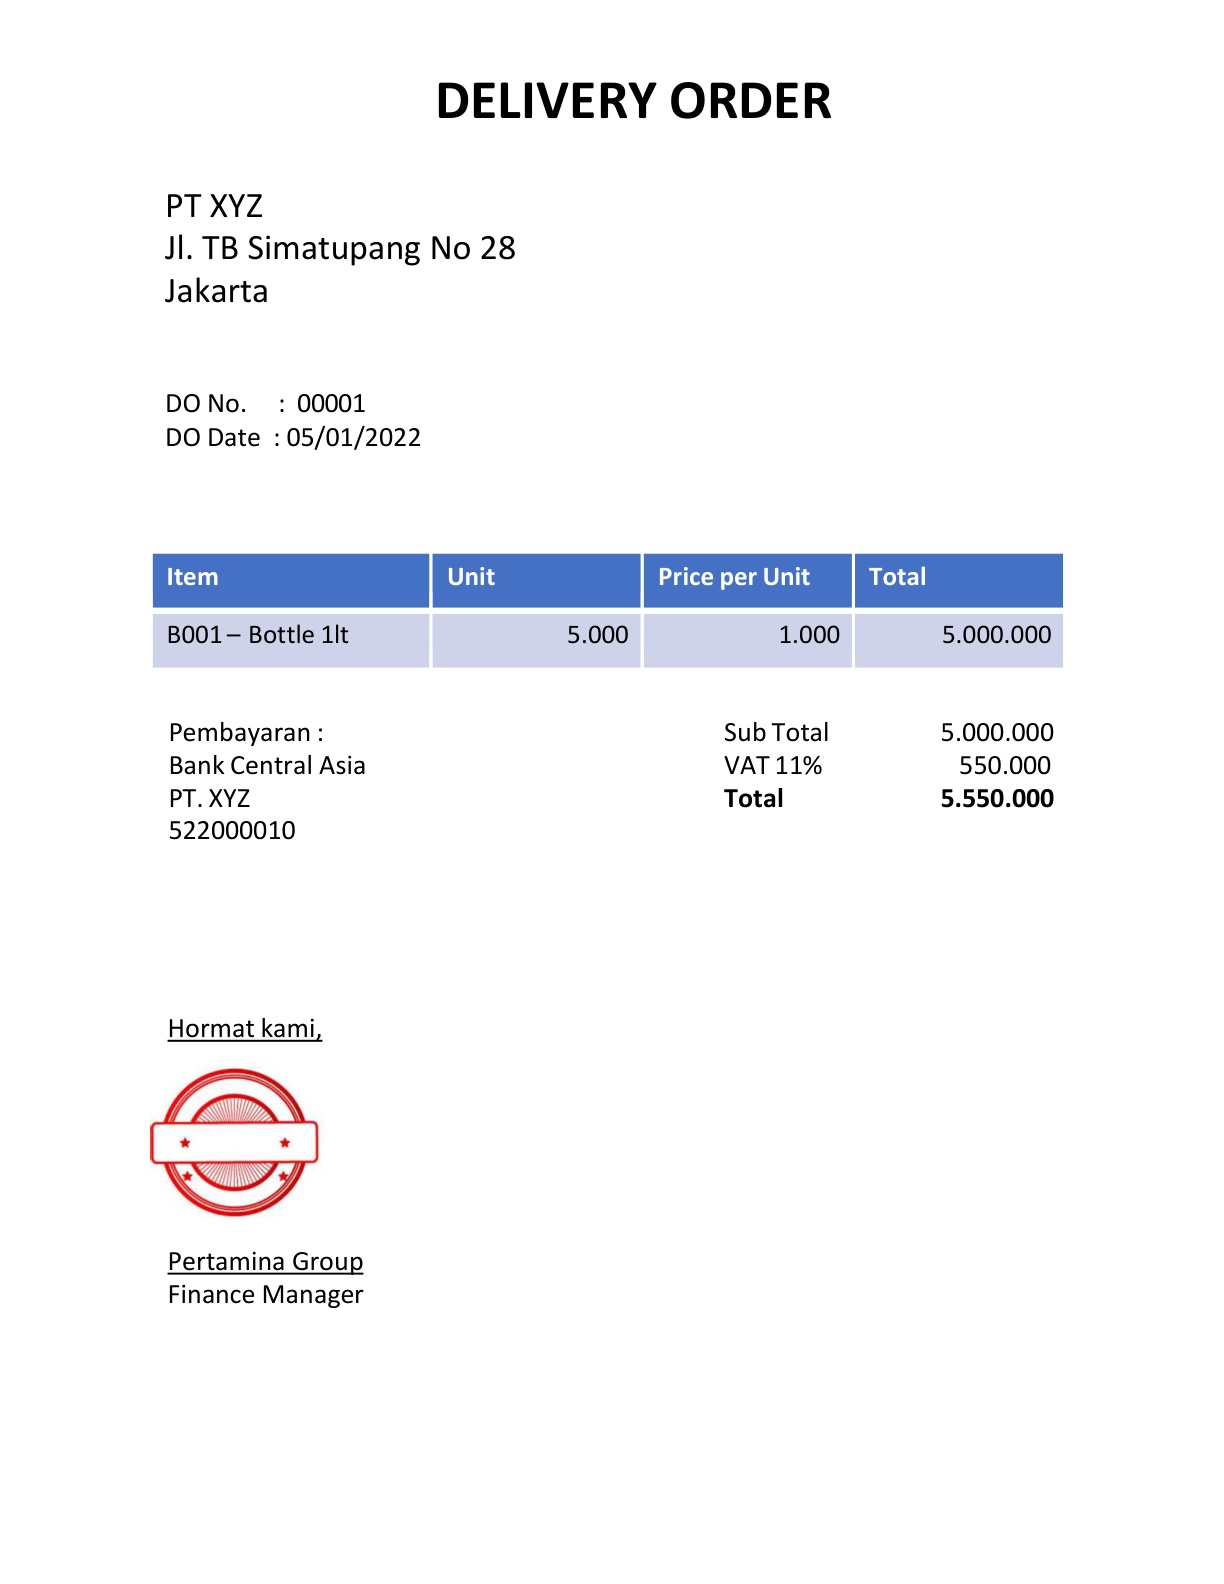 DELIVERY ORDER
PT XYZ
Jl. TB Simatupang No 28
Jakarta
DO No. : 00001
DO Date : 05/01/2022
Item Unit Price per Unit Total
B001 – Bottle 1lt 5.000 1.000 5.000.000
Pembayaran : Sub Total 5.000.000
Bank Central Asia VAT 11% 550.000
PT. XYZ Total 5.550.000
522000010
Hormat kami,
Pertamina Group
Finance Manager